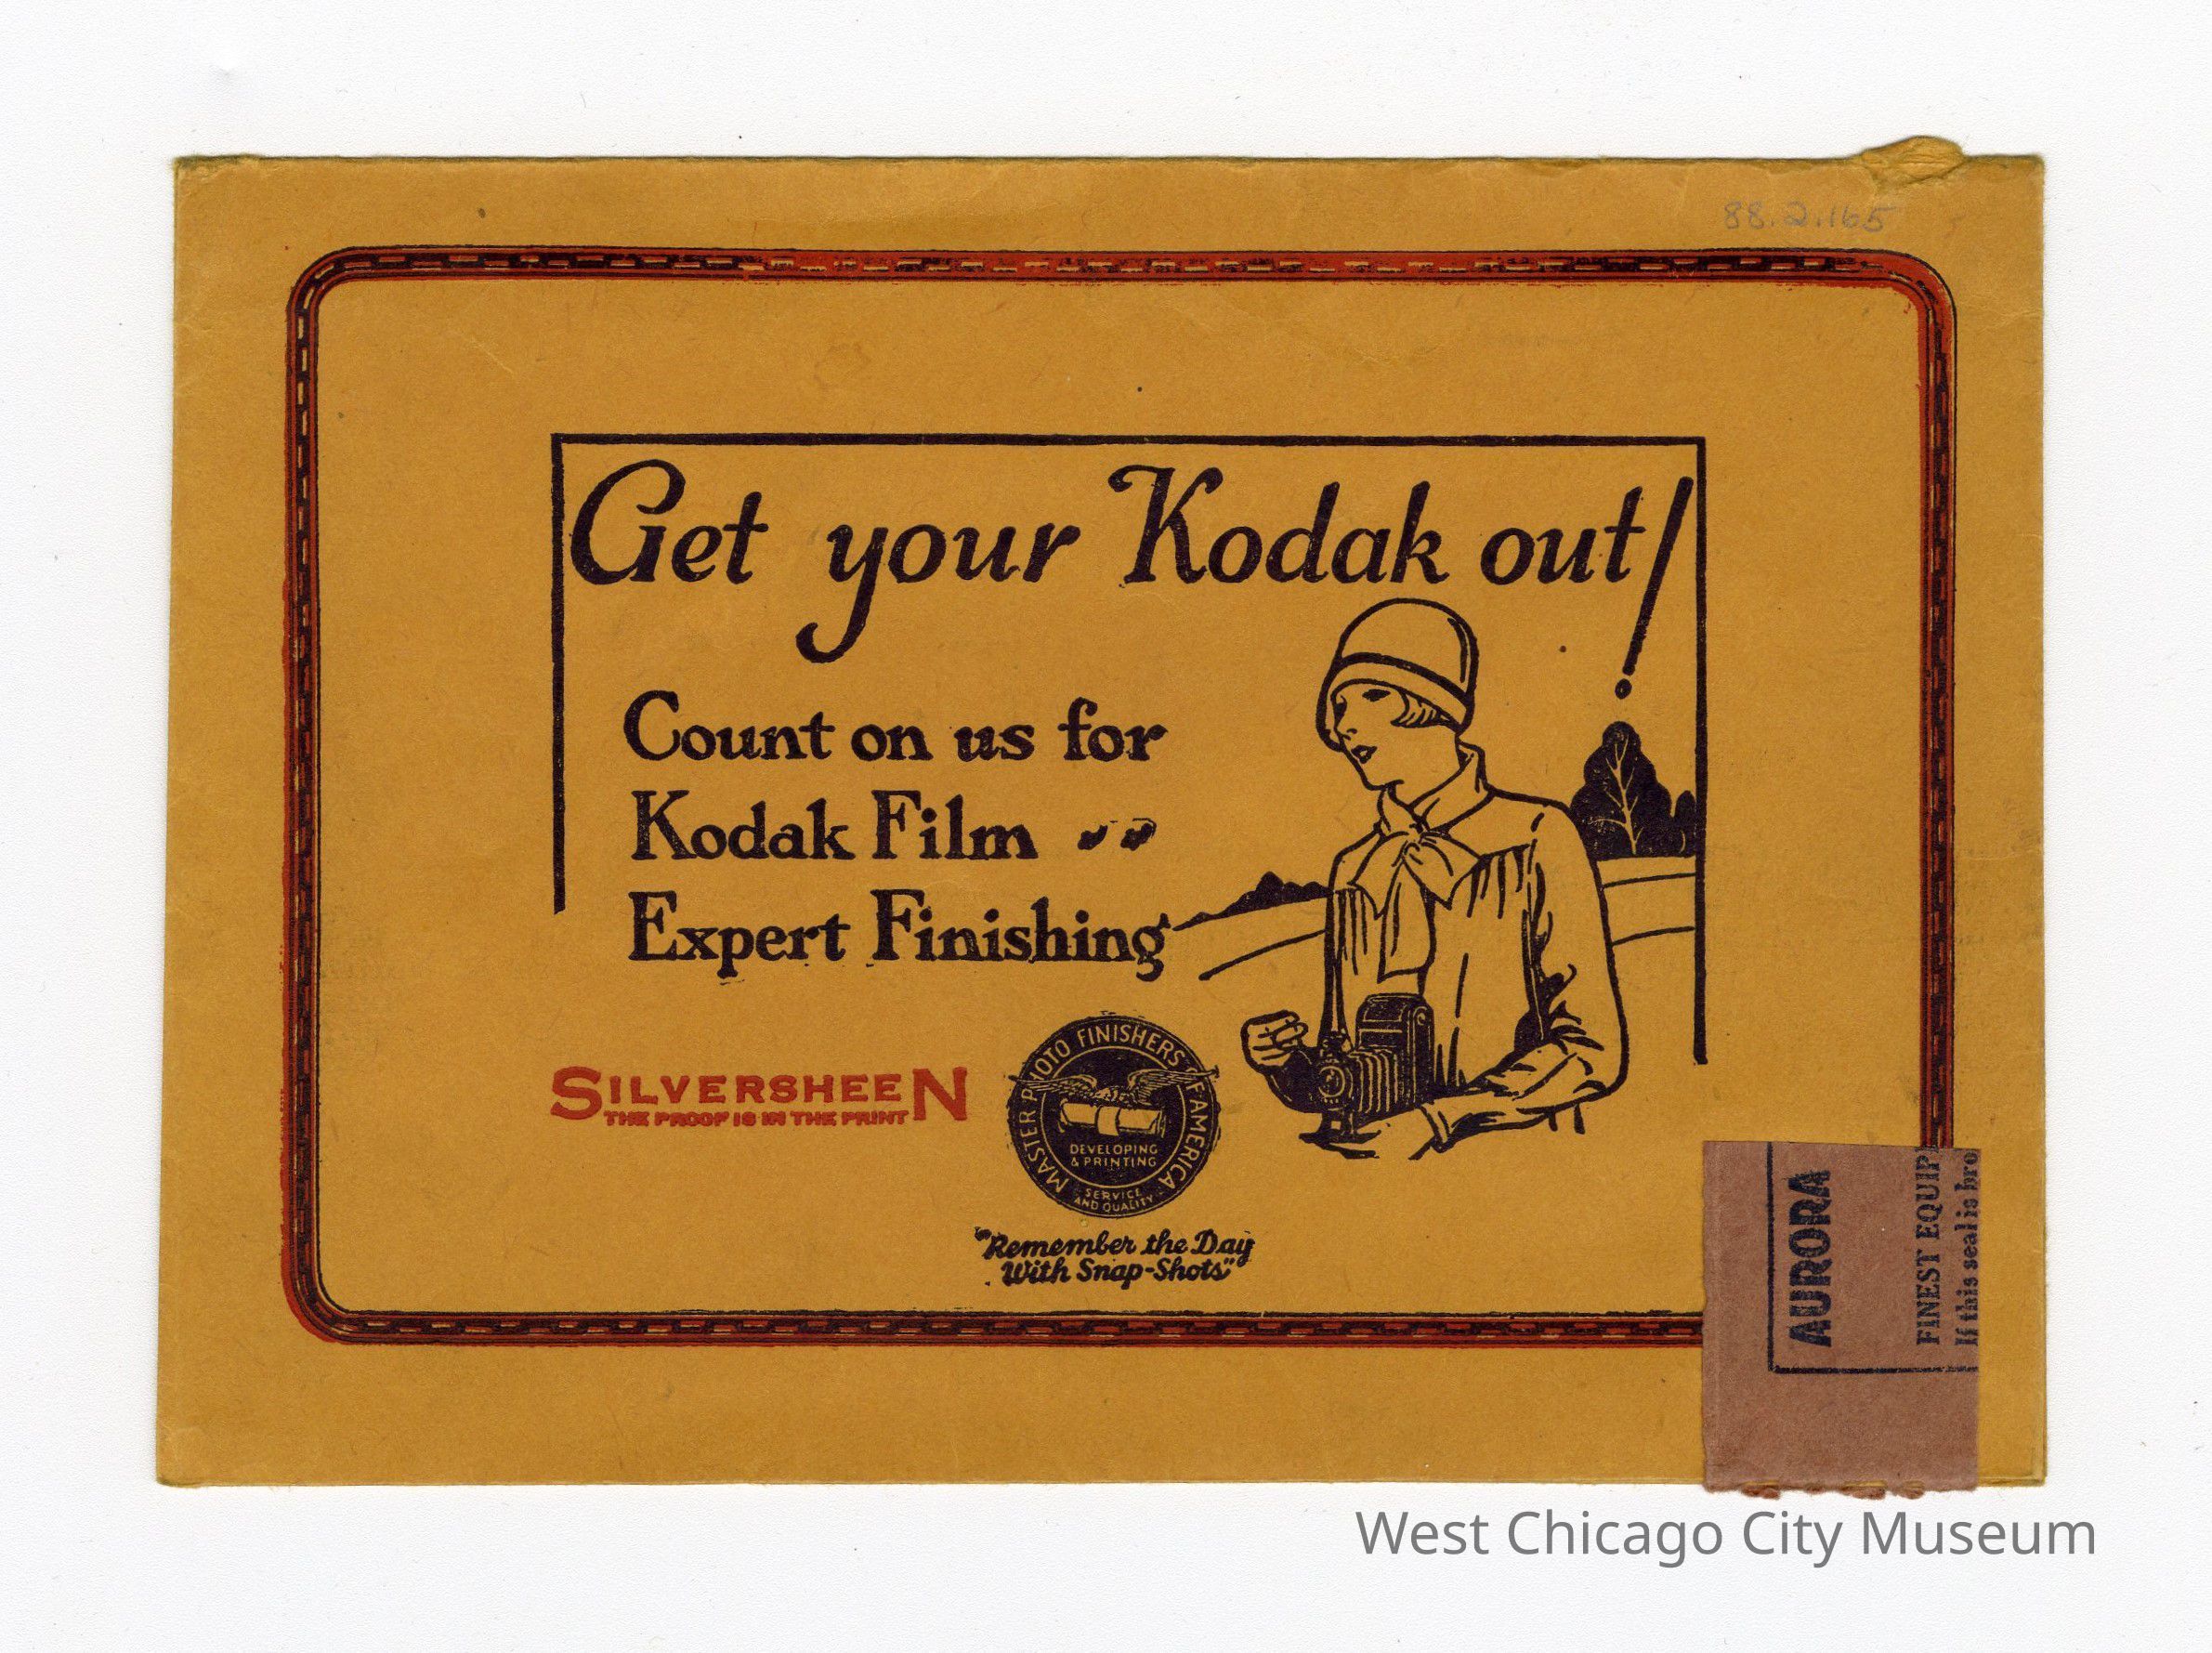 88.2.165
Get your Kodak out!
Count on us for
Kodak Film
Expert Finishing
SILVERSHEEN
THE PROOF IS IN THE PRINT
MASTER PHOTO FINISHERS OF AMERICA
DEVELOPING
& PRINTING
SERVICE
AND QUALITY
"Remember the Day
With Snap-Shots"
AURORA
FINEST EQUIP
If this seal is bro
West Chicago City Museum